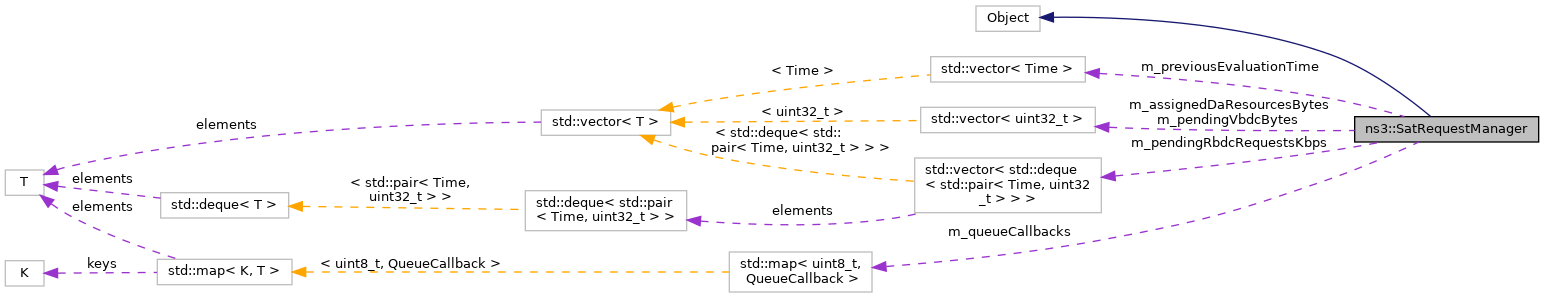 Object
< Time >
std::vector< Time >
m_previousEvaluationTime
std::vector< T >
< uint32_t >
std::vector< uint32_t >
m_assignedDaResourcesBytes
m_pendingVbdcBytes
ns3::SatRequestManager
elements
< std::deque< std::
pair< Time, uint32_t > > >
m_pendingRbdcRequestsKbps
T
elements
elements
std::deque< T >
< std::pair< Time,
uint32_t > >
std::deque< std::pair
< Time, uint32_t > >
elements
std::vector< std::deque
< std::pair< Time, uint32
_t > > >
m_queueCallbacks
K
keys
std::map< K, T >
< uint8_t, QueueCallback >
std::map< uint8_t,
QueueCallback >